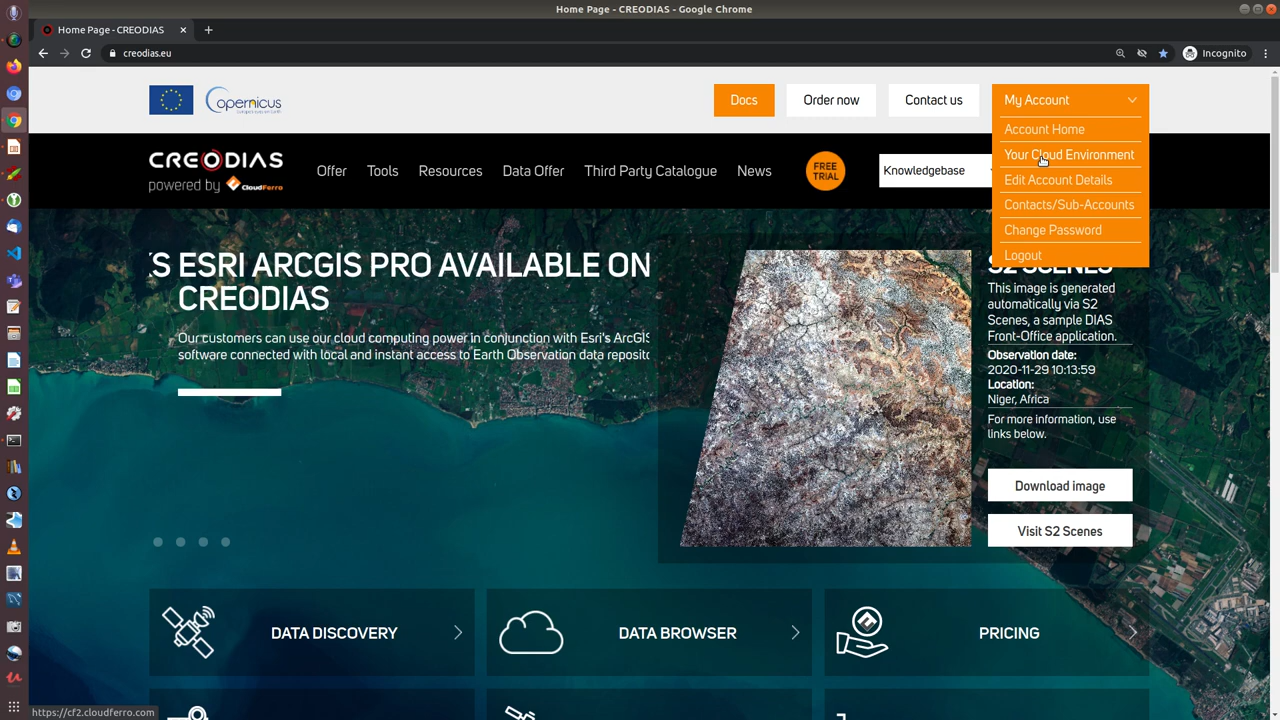 Home Page - CREODIAS - Google Chrome
Home Page - CREODIAS
creodias.eu
Incognito
opernicus
Docs
Order now
Contact us
My Account
Account Home
Your Cloud Environment
Edit Account Details
Contacts/Sub-Accounts
Change Password
Logout
CREODIAS
powered by CloudFerro
Offer
Tools
Resources
Data Offer
Third Party Catalogue
News
FREE
TRIAL
Knowledgebase
KS ESRI ARCGIS PRO AVAILABLE ON
CREODIAS
Our customers can use our cloud computing power in conjunction with Esri's ArcGIS
software connected with local and instant access to Earth Observation data reposito
S2 SCENES
This image is generated
automatically via S2
Scenes, a sample DIAS
Front-Office application.
Observation date:
2020-11-29 10:13:59
Location:
Niger, Africa
For more information, use
links below.
Download image
Visit S2 Scenes
DATA DISCOVERY
DATA BROWSER
PRICING
https://cf2.cloudferro.com